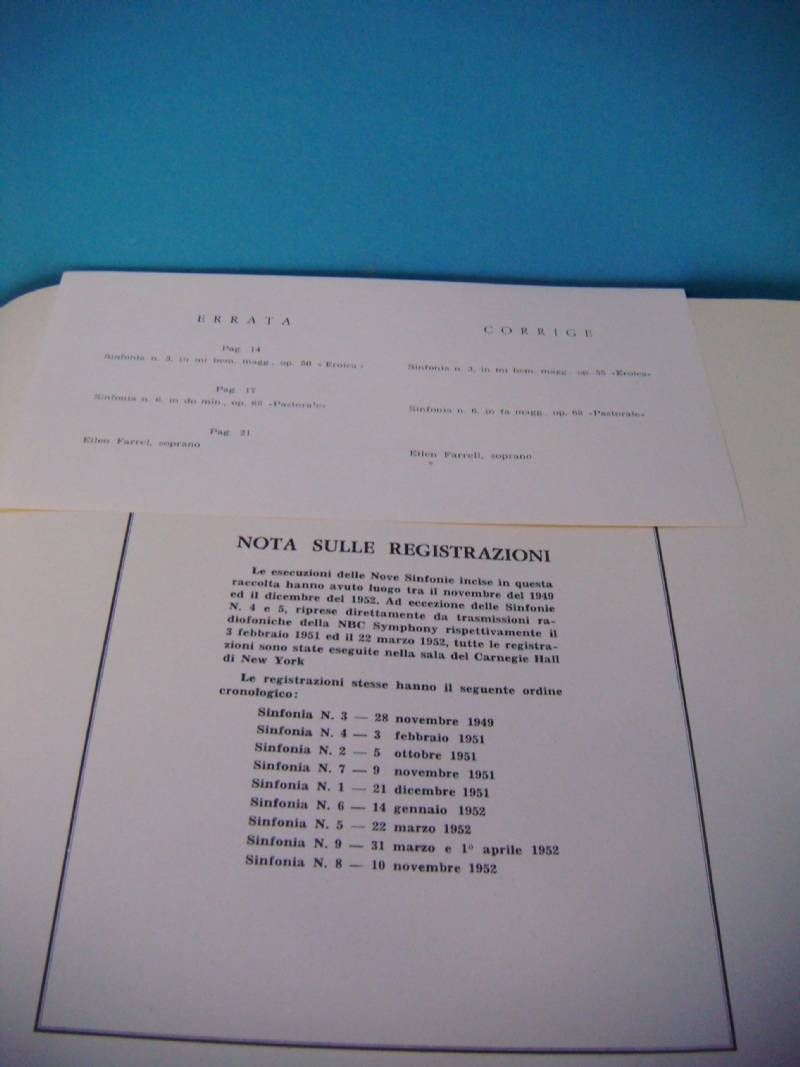 ERRATA
Pag. 14
Sinfonia n. 3, in mi bem. magg., op. 50 «Eroica»
Pag. 17
Sinfonia n. 6, in do min., op. 68 «Pastorale»
Pag. 21
Eilen Farrel, soprano
CORRIGE
Sinfonia n. 3, in mi bem. magg., op. 55 «Eroica»
Sinfonia n. 6, in fa magg., op. 68 «Pastorale»
Eilen Farrell, soprano
NOTA SULLE REGISTRAZIONI
Le esecuzioni delle Nove Sinfonie incise in questa
raccolta hanno avuto luogo tra il novembre del 1949
ed il dicembre del 1952. Ad eccezione delle Sinfonie
N. 4 e 5, riprese direttamente da trasmissioni ra-
diofoniche della NBC Symphony rispettivamente il
3 febbraio 1951 ed il 22 marzo 1952, tutte le registra-
zioni sono state eseguite nella sala del Carnegie Hall
di New York
Le registrazioni stesse hanno il seguente ordine
cronologico:
Sinfonia N. 3 — 28 novembre 1949
Sinfonia N. 4 — 3 febbraio 1951
Sinfonia N. 2 — 5 ottobre 1951
Sinfonia N. 7 — 9 novembre 1951
Sinfonia N. 1 — 21 dicembre 1951
Sinfonia N. 6 — 14 gennaio 1952
Sinfonia N. 5 — 22 marzo 1952
Sinfonia N. 9 — 31 marzo e 1º aprile 1952
Sinfonia N. 8 — 10 novembre 1952